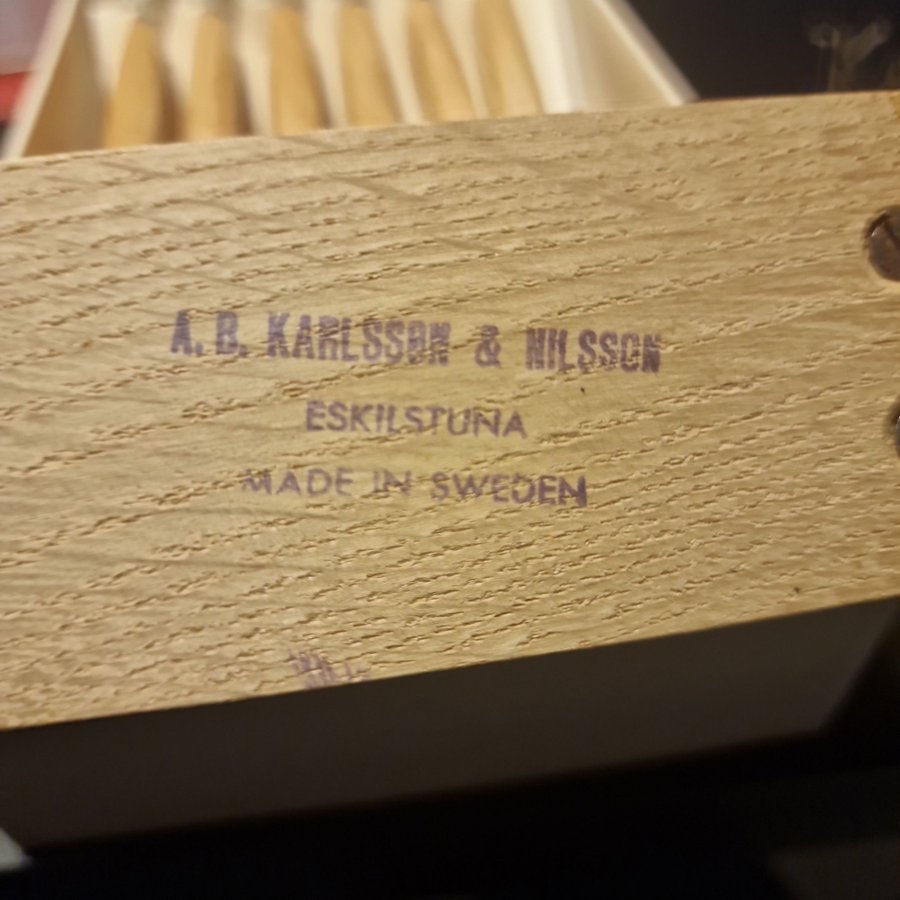 A.B. KARLSSON & NILSSON
ESKILSTUNA
MADE IN SWEDEN